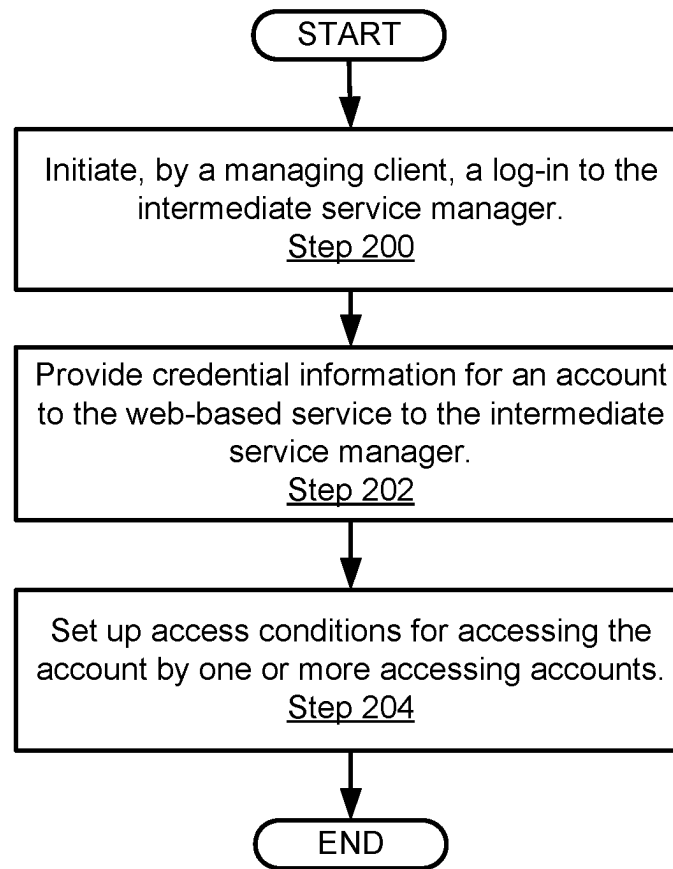 START
Initiate, by a managing client, a log-in to the
intermediate service manager.
Step 200
Provide credential information for an account
to the web-based service to the intermediate
service manager.
Step 202
Set up access conditions for accessing the
account by one or more accessing accounts.
Step 204
END